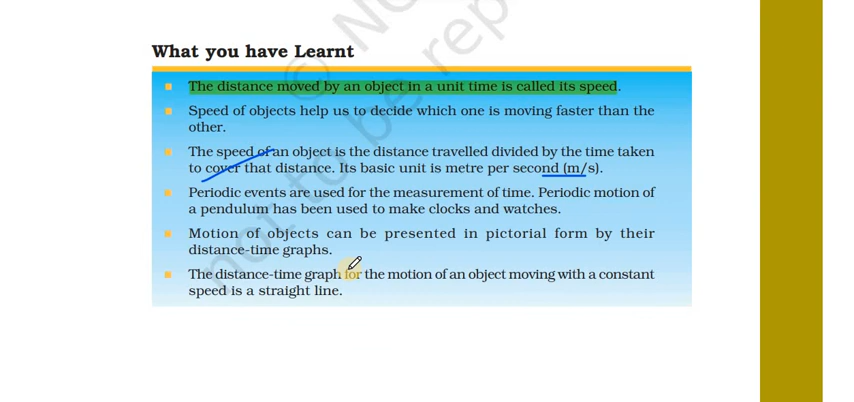 What you have Learnt
The distance moved by an object in a unit time is called its speed.
Speed of objects help us to decide which one is moving faster than the
other.
The speed of an object is the distance travelled divided by the time taken
to cover that distance. Its basic unit is metre per second (m/s).
Periodic events are used for the measurement of time. Periodic motion of
a pendulum has been used to make clocks and watches.
Motion of objects can be presented in pictorial form by their
distance-time graphs.
The distance-time graph for the motion of an object moving with a constant
speed is a straight line.
not to be rep
© No